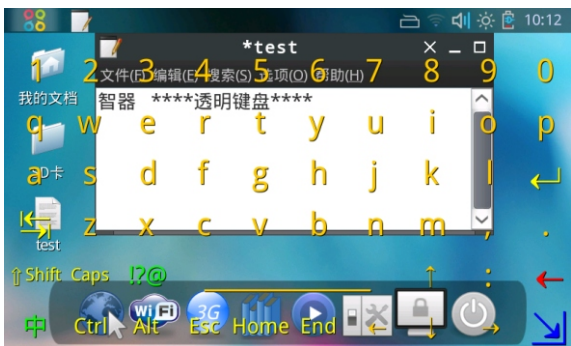 10:12
*test
1 2 3 4 5 6 7 8 9 0
文件(F) 编辑(E) 搜索(S) 选项(O) 帮助(H)
我的文档
智器 ****透明键盘****
q w e r t y u i o p
SD卡
a s d f g h j k l
z x c v b n m , .
test
⇧Shift Caps !?@ ↑ : ←
WiFi 3G
中 Ctrl Alt Esc Home End ← ↓ →